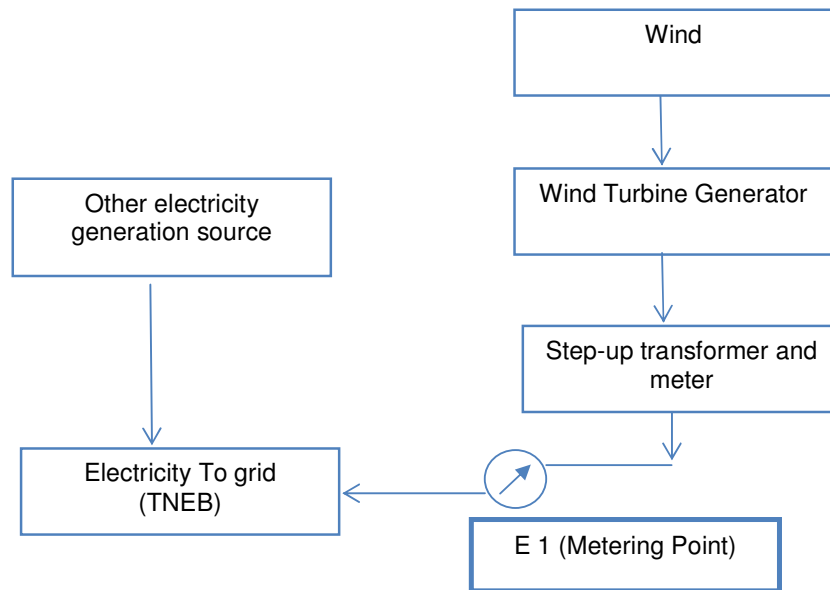 Wind
Wind Turbine Generator
Other electricity
generation source
Step-up transformer and
meter
Electricity To grid
(TNEB)
E 1 (Metering Point)